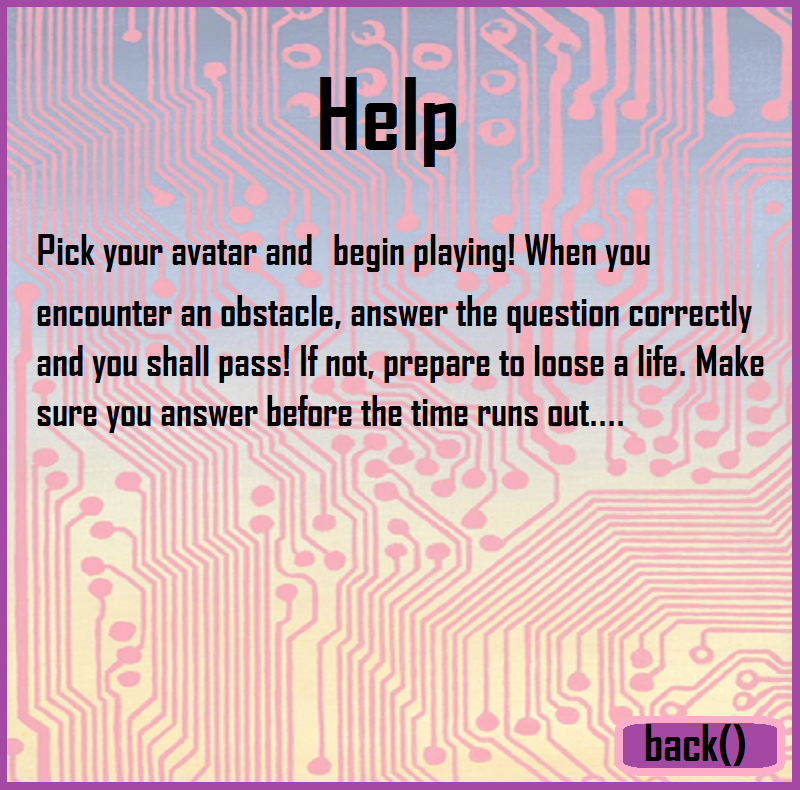 Help
Pick your avatar and  begin playing! When you
encounter an obstacle, answer the question correctly
and you shall pass! If not, prepare to loose a life. Make
sure you answer before the time runs out....
back()